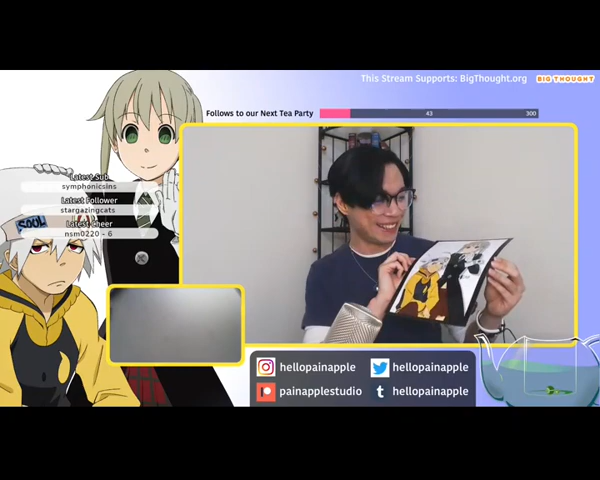 This Stream Supports: BigThought.org
BIG THOUGHT
Follows to our Next Tea Party
43
300
Latest Sub
symphonicsins
Latest Follower
stargazingcats
Latest Cheer
nsm0220 - 6
SOUL
hellopainapple
hellopainapple
painapplestudio
hellopainapple